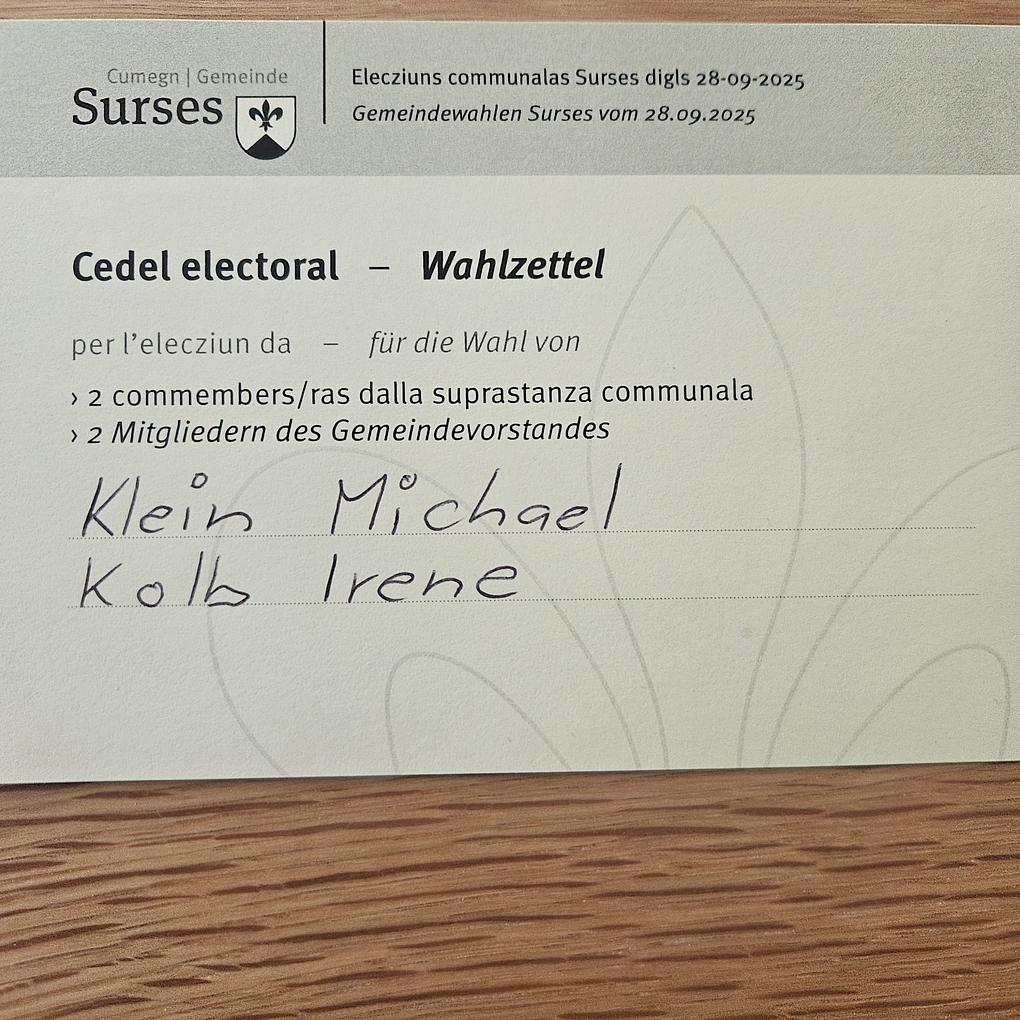 Cumegn | Gemeinde
Surses
Elecziuns communalas Surses digls 28-09-2025
Gemeindewahlen Surses vom 28.09.2025
Cedel electoral – Wahlzettel
per l’elecziun da – für die Wahl von
› 2 commembers/ras dalla suprastanza communala
› 2 Mitgliedern des Gemeindevorstandes
Klein Michael
Kolb Irene